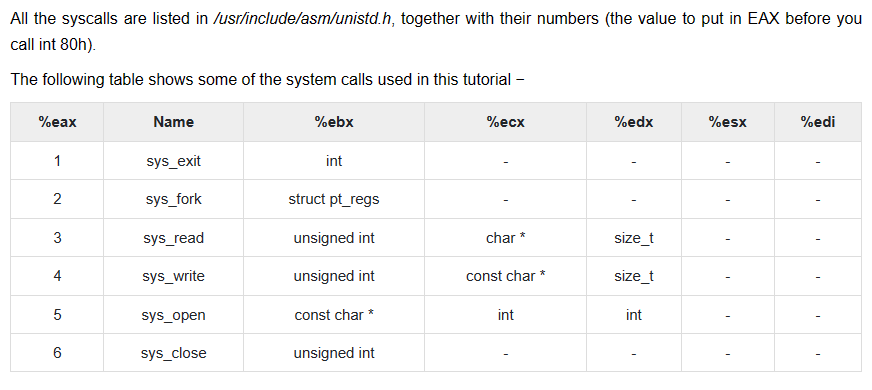 All the syscalls are listed in /usr/include/asm/unistd.h, together with their numbers (the value to put in EAX before you
call int 80h).
The following table shows some of the system calls used in this tutorial −
%eax Name %ebx %ecx %edx %esx %edi
1 sys_exit int - - - -
2 sys_fork struct pt_regs - - - -
3 sys_read unsigned int char * size_t - -
4 sys_write unsigned int const char * size_t - -
5 sys_open const char * int int - -
6 sys_close unsigned int - - - -